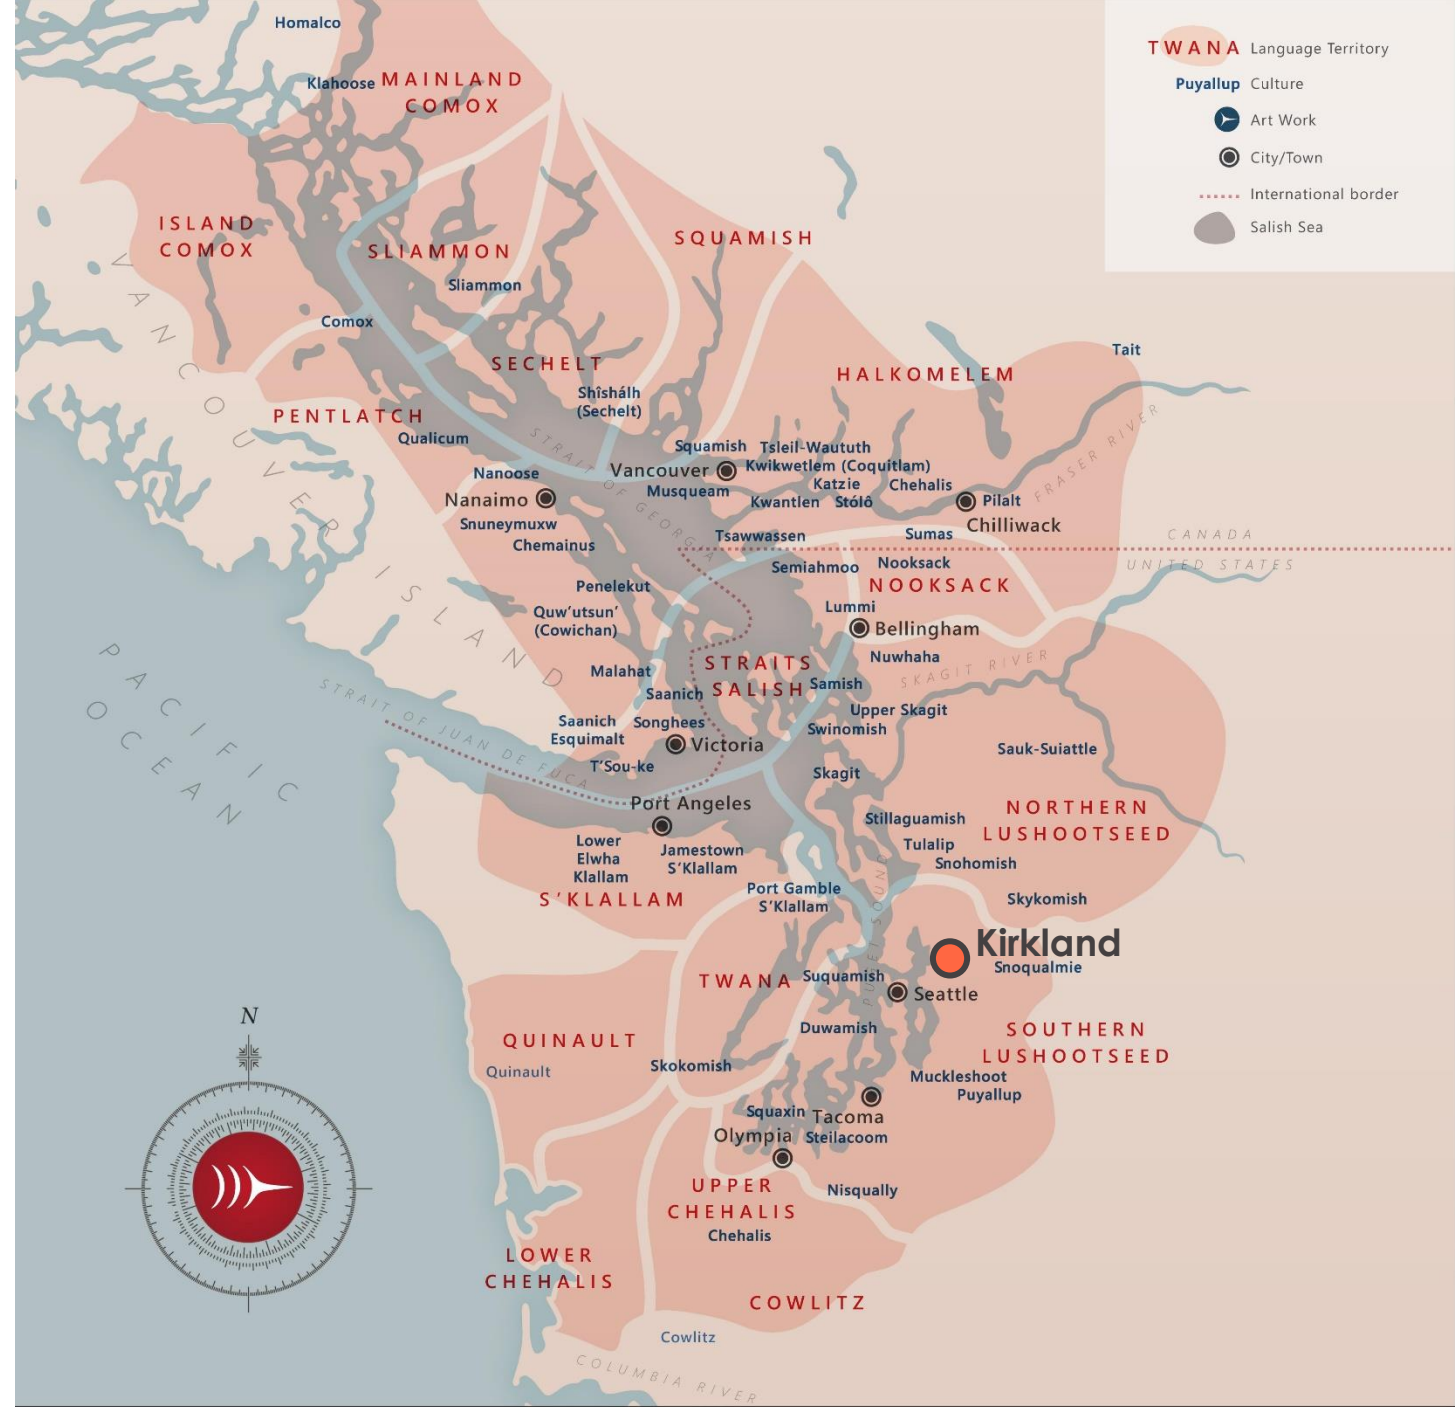 Homalco
Klahoose
MAINLAND
COMOX
TWANA Language Territory
Puyallup Culture
Art Work
City/Town
International border
Salish Sea
ISLAND
COMOX
SLIAMMON
Sliammon
SQUAMISH
Comox
SECHELT
Shíshálh
(Sechelt)
HALKOMELEM
Tait
PENTLATCH
Qualicum
VANCOUVER ISLAND
STRAIT OF GEORGIA
FRASER RIVER
Squamish
Tsleil-Waututh
Vancouver
Kwikwetlem (Coquitlam)
Musqueam
Katzie
Chehalis
Kwantlen
Stólō
Pilalt
Chilliwack
Nanoose
Nanaimo
Snuneymuxw
Chemainus
Tsawwassen
Sumas
CANADA
UNITED STATES
Semiahmoo
Nooksack
NOOKSACK
Penelekut
Quw'utsun'
(Cowichan)
Lummi
Bellingham
Malahat
STRAITS
SALISH
Nuwhaha
SKAGIT RIVER
Saanich
Samish
Upper Skagit
Saanich
Songhees
Swinomish
Esquimalt
Victoria
T'Sou-ke
Skagit
Sauk-Suiattle
PACIFIC
OCEAN
STRAIT OF JUAN DE FUCA
Port Angeles
NORTHERN
LUSHOOTSEED
Stillaguamish
Tulalip
Snohomish
Lower
Elwha
Klallam
Jamestown
S'Klallam
S'KLALLAM
Port Gamble
S'Klallam
PUGET SOUND
Skykomish
Kirkland
Snoqualmie
TWANA
Suquamish
Seattle
QUINAULT
Quinault
Duwamish
SOUTHERN
LUSHOOTSEED
Skokomish
Muckleshoot
Puyallup
Squaxin
Tacoma
Olympia
Steilacoom
N
UPPER
CHEHALIS
Nisqually
Chehalis
LOWER
CHEHALIS
COWLITZ
Cowlitz
COLUMBIA RIVER